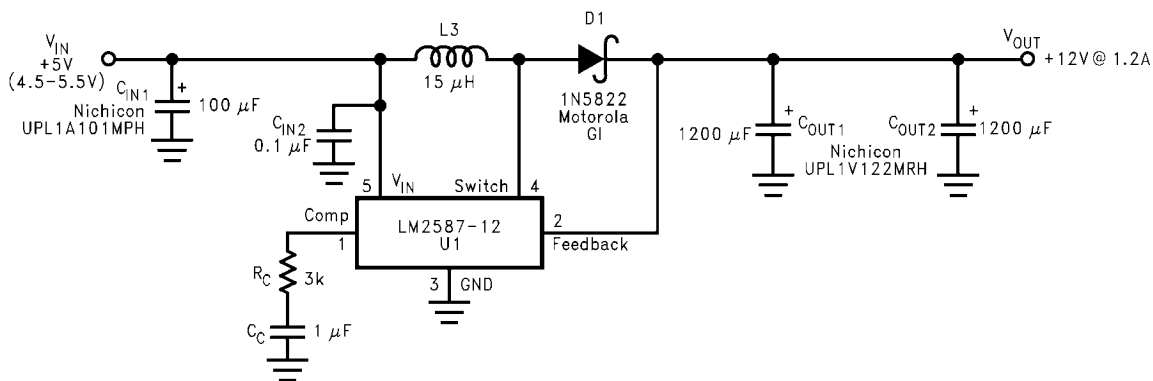 V_IN
+5V
(4.5–5.5V)
C_IN1
+
100 μF
Nichicon
UPL1A101MPH
L3
15 μH
D1
1N5822
Motorola
GI
V_OUT
+12V @ 1.2A
C_IN2
0.1 μF
1200 μF
+
C_OUT1
C_OUT2
+
1200 μF
Nichicon
UPL1V122MRH
5
V_IN
Switch
4
Comp
1
LM2587-12
U1
2
Feedback
3
GND
R_C
3k
C_C
1 μF